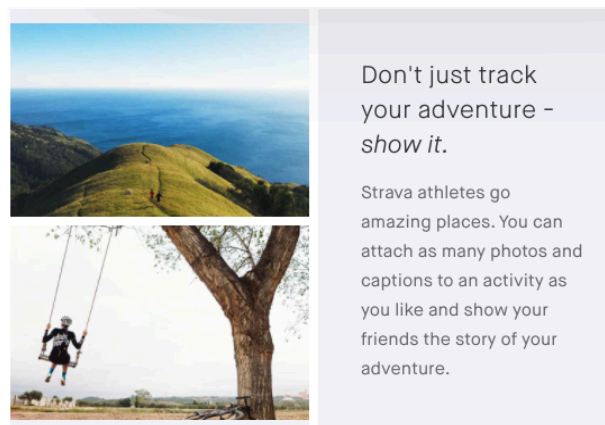 Don't just track
your adventure -
show it.
Strava athletes go
amazing places. You can
attach as many photos and
captions to an activity as
you like and show your
friends the story of your
adventure.